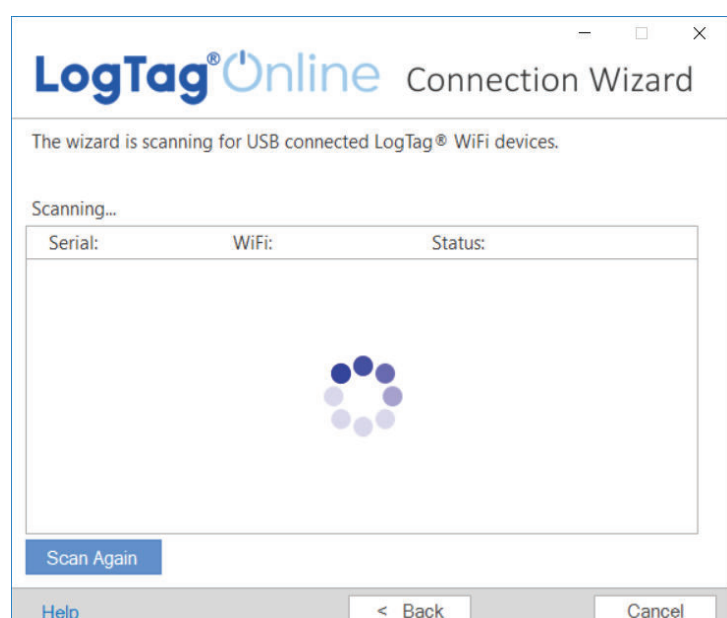 LogTag® Online Connection Wizard
The wizard is scanning for USB connected LogTag® WiFi devices.
Scanning...
Serial: WiFi: Status:
Scan Again
Help < Back Cancel